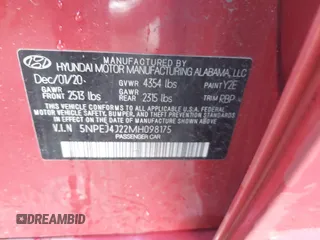 MANUFACTURED BY
HYUNDAI MOTOR MANUFACTURING ALABAMA, LLC
Dec/01/20 GVWR 4354 lbs PAINT Y2E
GAWR FRONT 2513 lbs GAWR REAR 2315 lbs TRIM RBP
THIS VEHICLE CONFORMS TO ALL APPLICABLE FEDERAL
MOTOR VEHICLE SAFETY, BUMPER, AND THEFT PREVENTION
STANDARDS IN EFFECT ON THE DATE OF MANUFACTURE
SHOWN ABOVE. PASSENGER CAR
V.I.N 5NPEJ4J22MH098175
DREAMBID